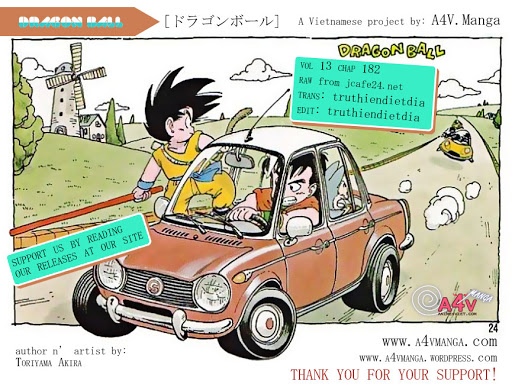 DRAGON BALL
[ドラゴンボール]
A Vietnamese project by: A4V.Manga
DRAGON BALL
VOL 13 CHAP 182
RAW from jcafe24.net
TRANS: truthiendietdia
EDIT: truthiendietdia
SUPPORT US BY READING
OUR RELEASES AT OUR SITE
A4V MANGA
24
www.A4VMANGA.com
www.A4VMANGA.WORDPRESS.com
author n' artist by:
TORIYAMA AKIRA
THANK YOU FOR YOUR SUPPORT!